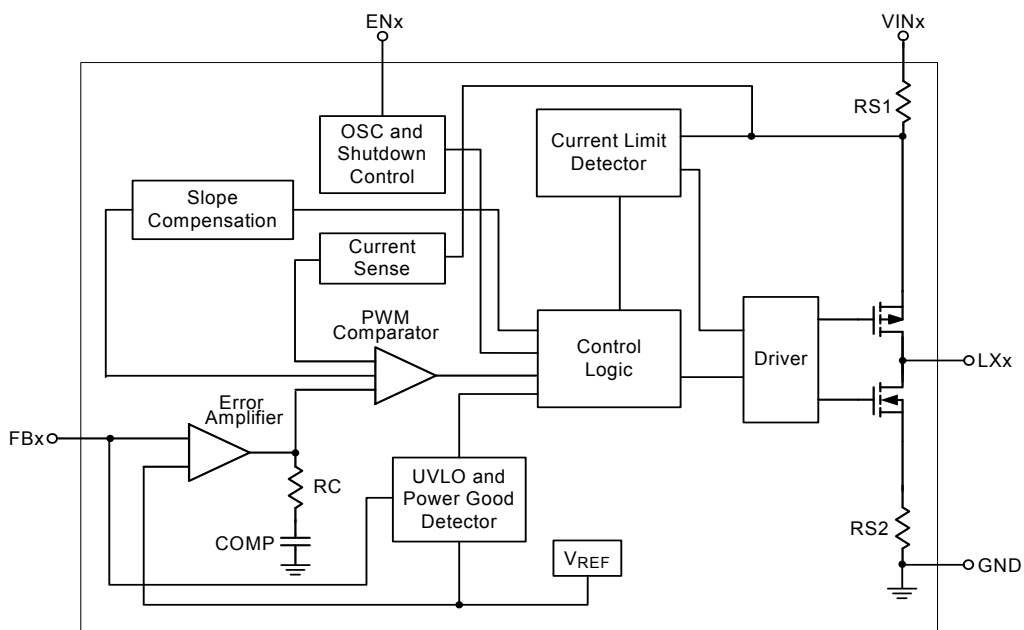 ENx
VINx
RS1
OSC and
Shutdown
Control
Current Limit
Detector
Slope
Compensation
Current
Sense
PWM
Comparator
Control
Logic
Driver
LXx
Error
Amplifier
FBx
RC
UVLO and
Power Good
Detector
RS2
COMP
VREF
GND